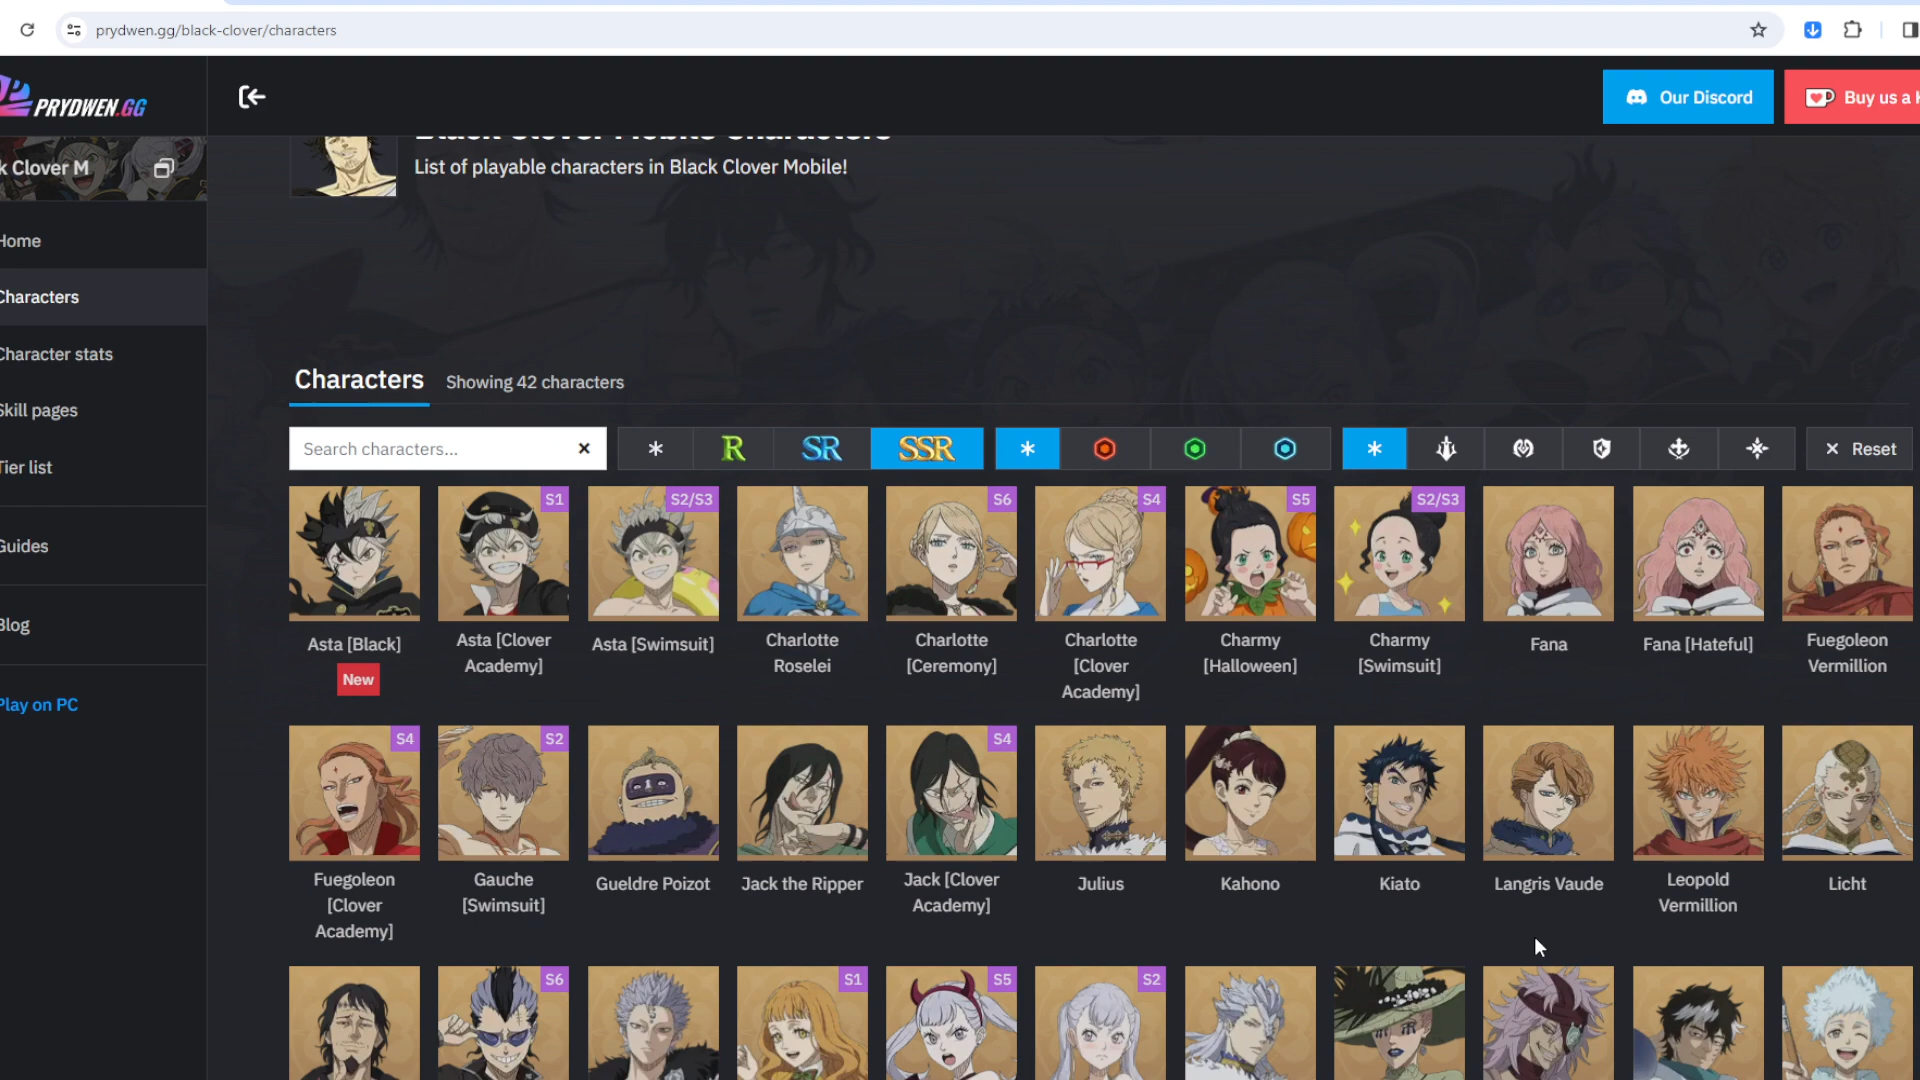 prydwen.gg/black-clover/characters
PRYDWEN.GG
Our Discord
Buy us a
k Clover M
Black Clover Mobile Characters
List of playable characters in Black Clover Mobile!
Home
Characters
Character stats
Skill pages
Tier list
Guides
Blog
Play on PC
Characters
Showing 42 characters
Search characters...
R
SR
SSR
Reset
S1
S2/S3
S6
S4
S5
S2/S3
Asta [Black]
New
Asta [Clover
Academy]
Asta [Swimsuit]
Charlotte
Roselei
Charlotte
[Ceremony]
Charlotte
[Clover
Academy]
Charmy
[Halloween]
Charmy
[Swimsuit]
Fana
Fana [Hateful]
Fuegoleon
Vermillion
S4
S2
S4
Fuegoleon
[Clover
Academy]
Gauche
[Swimsuit]
Gueldre Poizot
Jack the Ripper
Jack [Clover
Academy]
Julius
Kahono
Kiato
Langris Vaude
Leopold
Vermillion
Licht
S6
S1
S5
S2